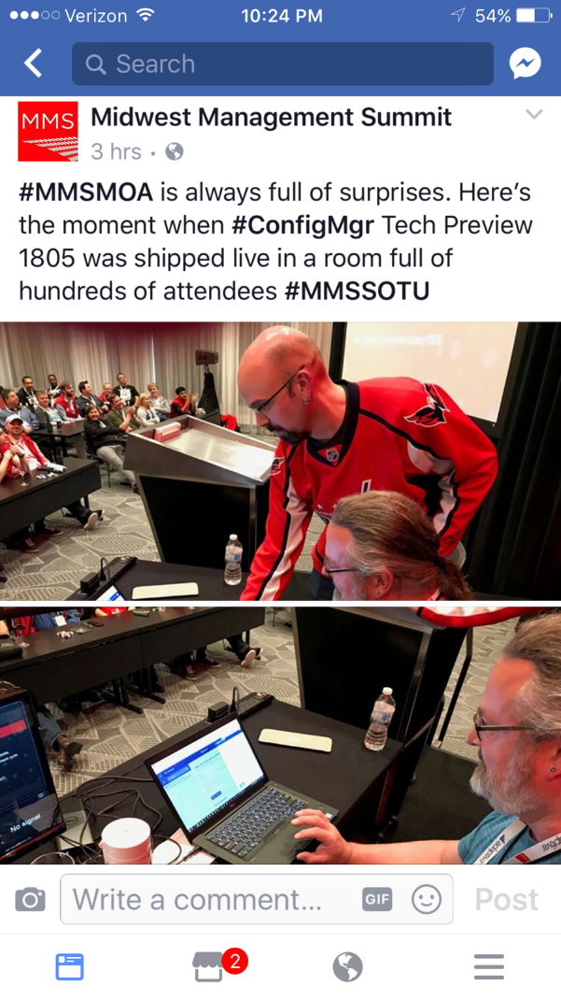 Verizon 10:24 PM 54%
Search
MMS
Midwest Management Summit
3 hrs
#MMSMOA is always full of surprises. Here's
the moment when #ConfigMgr Tech Preview
1805 was shipped live in a room full of
hundreds of attendees #MMSSOTU
No signal
adaptiva
Write a comment...
GIF
Post
2